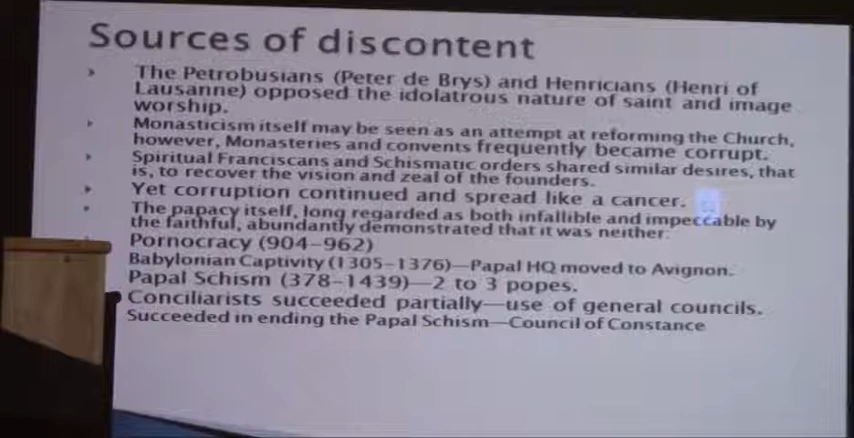 Sources of discontent
The Petrobusians (Peter de Brys) and Henricians (Henri of
Lausanne) opposed the idolatrous nature of saint and image
worship.
Monasticism itself may be seen as an attempt at reforming the Church,
however, Monasteries and convents frequently became corrupt.
Spiritual Franciscans and Schismatic orders shared similar desires, that
is, to recover the vision and zeal of the founders.
Yet corruption continued and spread like a cancer.
The papacy itself, long regarded as both infallible and impeccable by
the faithful, abundantly demonstrated that it was neither:
Pornocracy (904–962)
Babylonian Captivity (1305–1376)—Papal HQ moved to Avignon.
Papal Schism (378–1439)—2 to 3 popes.
Conciliarists succeeded partially—use of general councils.
Succeeded in ending the Papal Schism—Council of Constance